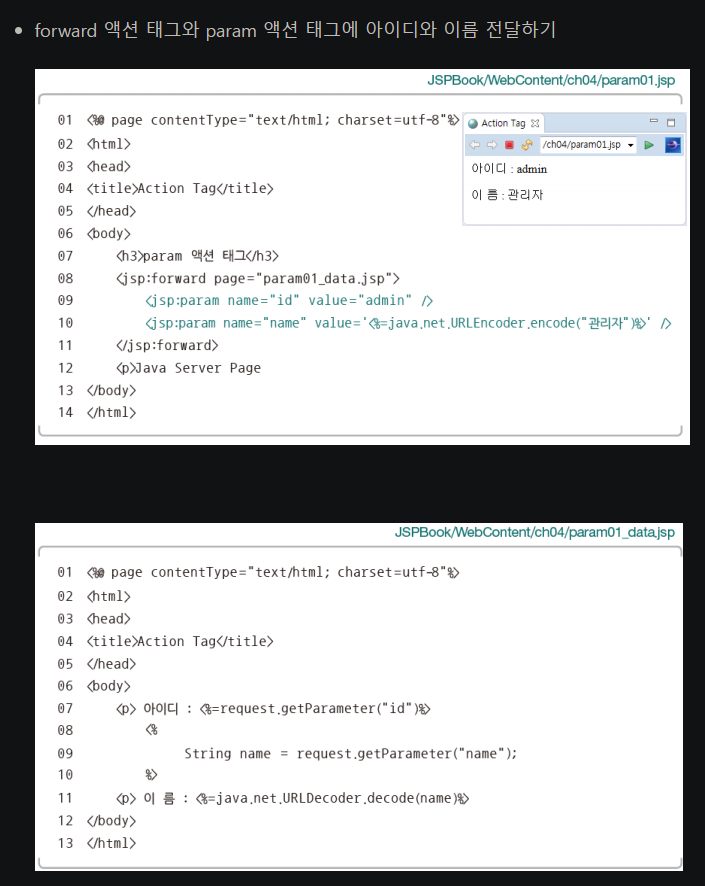 • forward 액션 태그와 param 액션 태그에 아이디와 이름 전달하기
JSPBook/WebContent/ch04/param01.jsp
01 <%@ page contentType="text/html; charset=utf-8"%>
02 <html>
03 <head>
04 <title>Action Tag</title>
05 </head>
06 <body>
07 <h3>param 액션 태그</h3>
08 <jsp:forward page="param01_data.jsp">
09 <jsp:param name="id" value="admin" />
10 <jsp:param name="name" value='<%=java.net.URLEncoder.encode("관리자")%>' />
11 </jsp:forward>
12 <p>Java Server Page
13 </body>
14 </html>
Action Tag
/ch04/param01.jsp
아이디 : admin
이 름 : 관리자
JSPBook/WebContent/ch04/param01_data.jsp
01 <%@ page contentType="text/html; charset=utf-8"%>
02 <html>
03 <head>
04 <title>Action Tag</title>
05 </head>
06 <body>
07 <p> 아이디 : <%=request.getParameter("id")%>
08 <%
09 String name = request.getParameter("name");
10 %>
11 <p> 이 름 : <%=java.net.URLDecoder.decode(name)%>
12 </body>
13 </html>